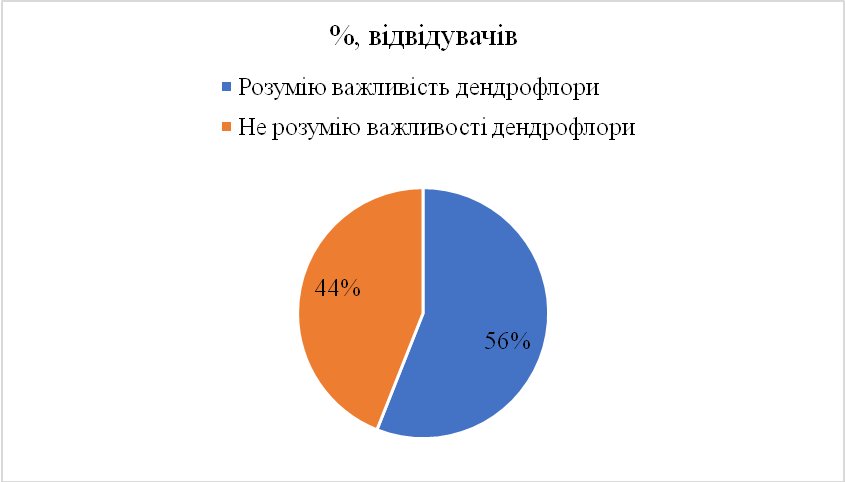 %, відвідувачів
Розумію важливість дендрофлори
Не розумію важливості дендрофлори
44%
56%